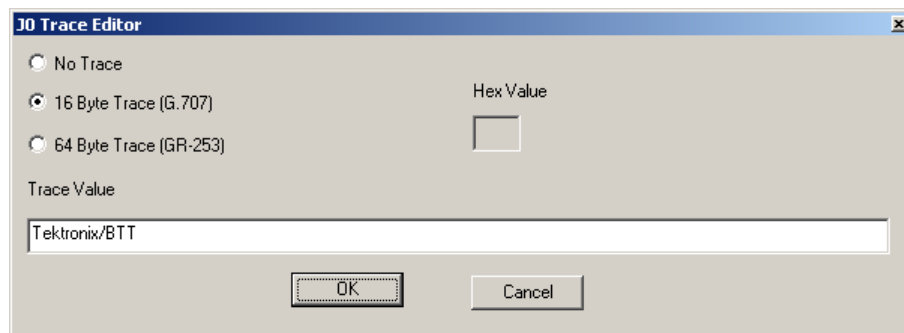 J0 Trace Editor
No Trace
16 Byte Trace (G.707)
Hex Value
64 Byte Trace (GR-253)
Trace Value
Tektronix/BTT
OK
Cancel